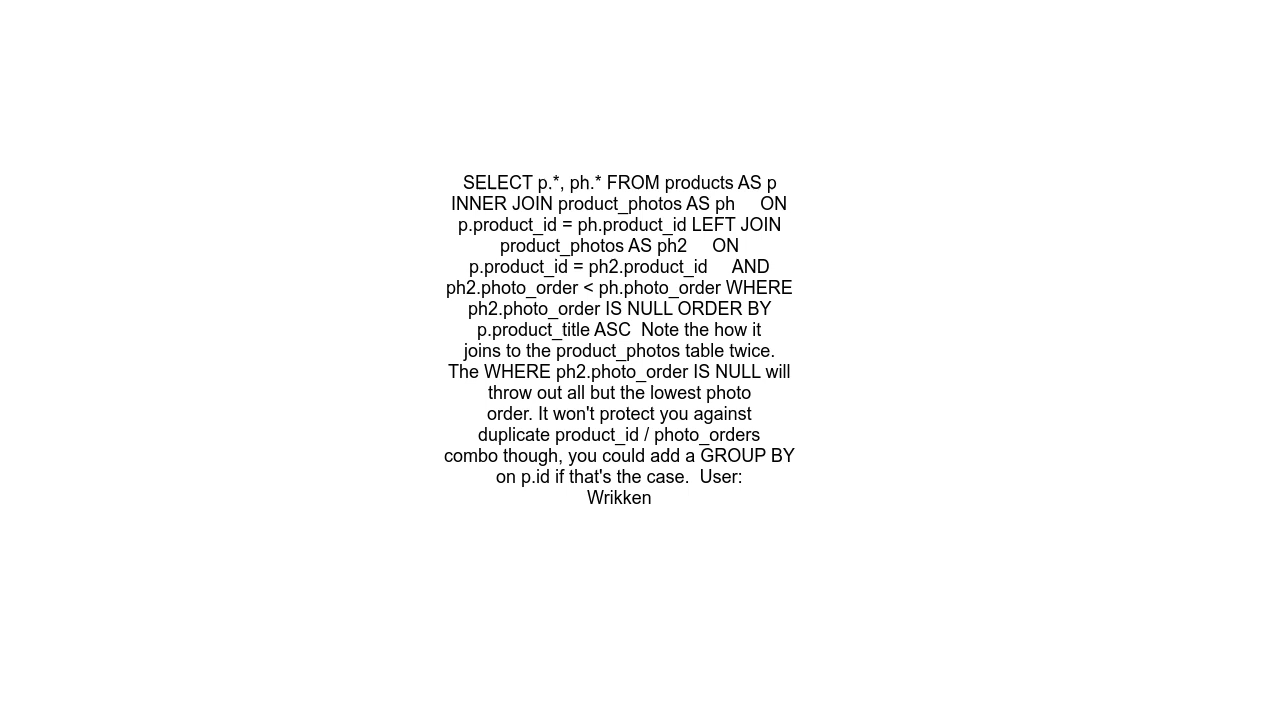 SELECT p.*, ph.* FROM products AS p
INNER JOIN product_photos AS ph     ON
p.product_id = ph.product_id LEFT JOIN
product_photos AS ph2     ON
p.product_id = ph2.product_id     AND
ph2.photo_order < ph.photo_order WHERE
ph2.photo_order IS NULL ORDER BY
p.product_title ASC  Note the how it
joins to the product_photos table twice.
The WHERE ph2.photo_order IS NULL will
throw out all but the lowest photo
order. It won't protect you against
duplicate product_id / photo_orders
combo though, you could add a GROUP BY
on p.id if that's the case.  User:
Wrikken